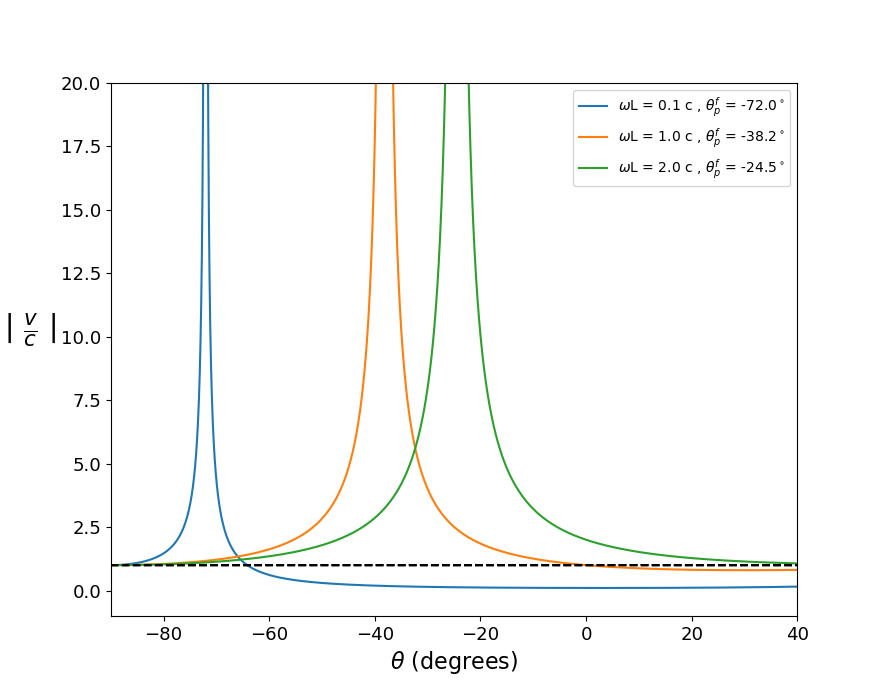 20.0
17.5
15.0
12.5
10.0
7.5
5.0
2.5
0.0
| v/c |
ωL = 0.1 c , θ_p^f = -72.0°
ωL = 1.0 c , θ_p^f = -38.2°
ωL = 2.0 c , θ_p^f = -24.5°
−80 −60 −40 −20 0 20 40
θ (degrees)